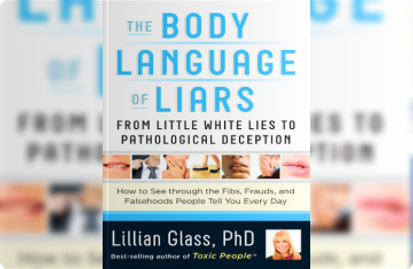 THE BODY
LANGUAGE
OF LIARS
FROM LITTLE WHITE LIES TO
PATHOLOGICAL DECEPTION
How to See through the Fibs, Frauds, and
Falsehoods People Tell You Every Day
Lillian Glass, PhD
Best-selling author of Toxic People™